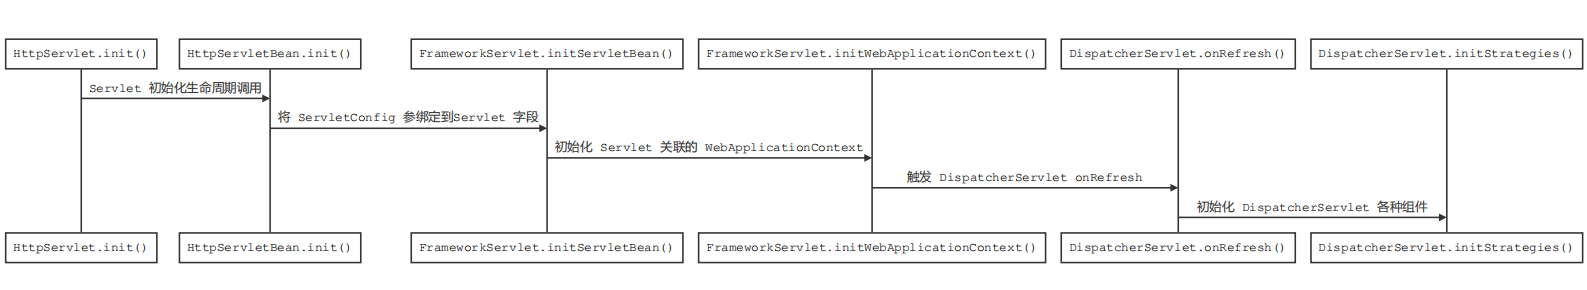 HttpServlet.init()
HttpServletBean.init()
FrameworkServlet.initServletBean()
FrameworkServlet.initWebApplicationContext()
DispatcherServlet.onRefresh()
DispatcherServlet.initStrategies()
Servlet 初始化生命周期调用
将 ServletConfig 参绑定到Servlet 字段
初始化 Servlet 关联的 WebApplicationContext
触发 DispatcherServlet onRefresh
初始化 DispatcherServlet 各种组件
HttpServlet.init()
HttpServletBean.init()
FrameworkServlet.initServletBean()
FrameworkServlet.initWebApplicationContext()
DispatcherServlet.onRefresh()
DispatcherServlet.initStrategies()